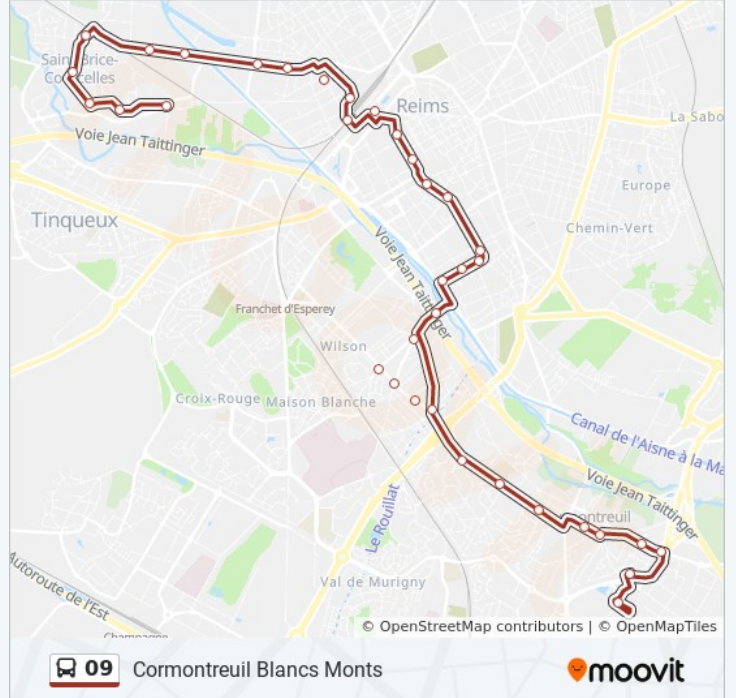 Saint-Brice-
Courcelles
Reims
La Sabo
Voie Jean Taittinger
Europe
Tinqueux
Chemin-Vert
Voie Jean Taittinger
Franchet d'Esperey
Wilson
Croix-Rouge
Maison Blanche
Canal de l'Aisne à la Ma
Voie Jean Taittinger
ontreuil
Le Rouillat
Autoroute de l'Est
Val de Murigny
Champagne
© OpenStreetMap contributors | © OpenMapTiles
09 Cormontreuil Blancs Monts
moovit